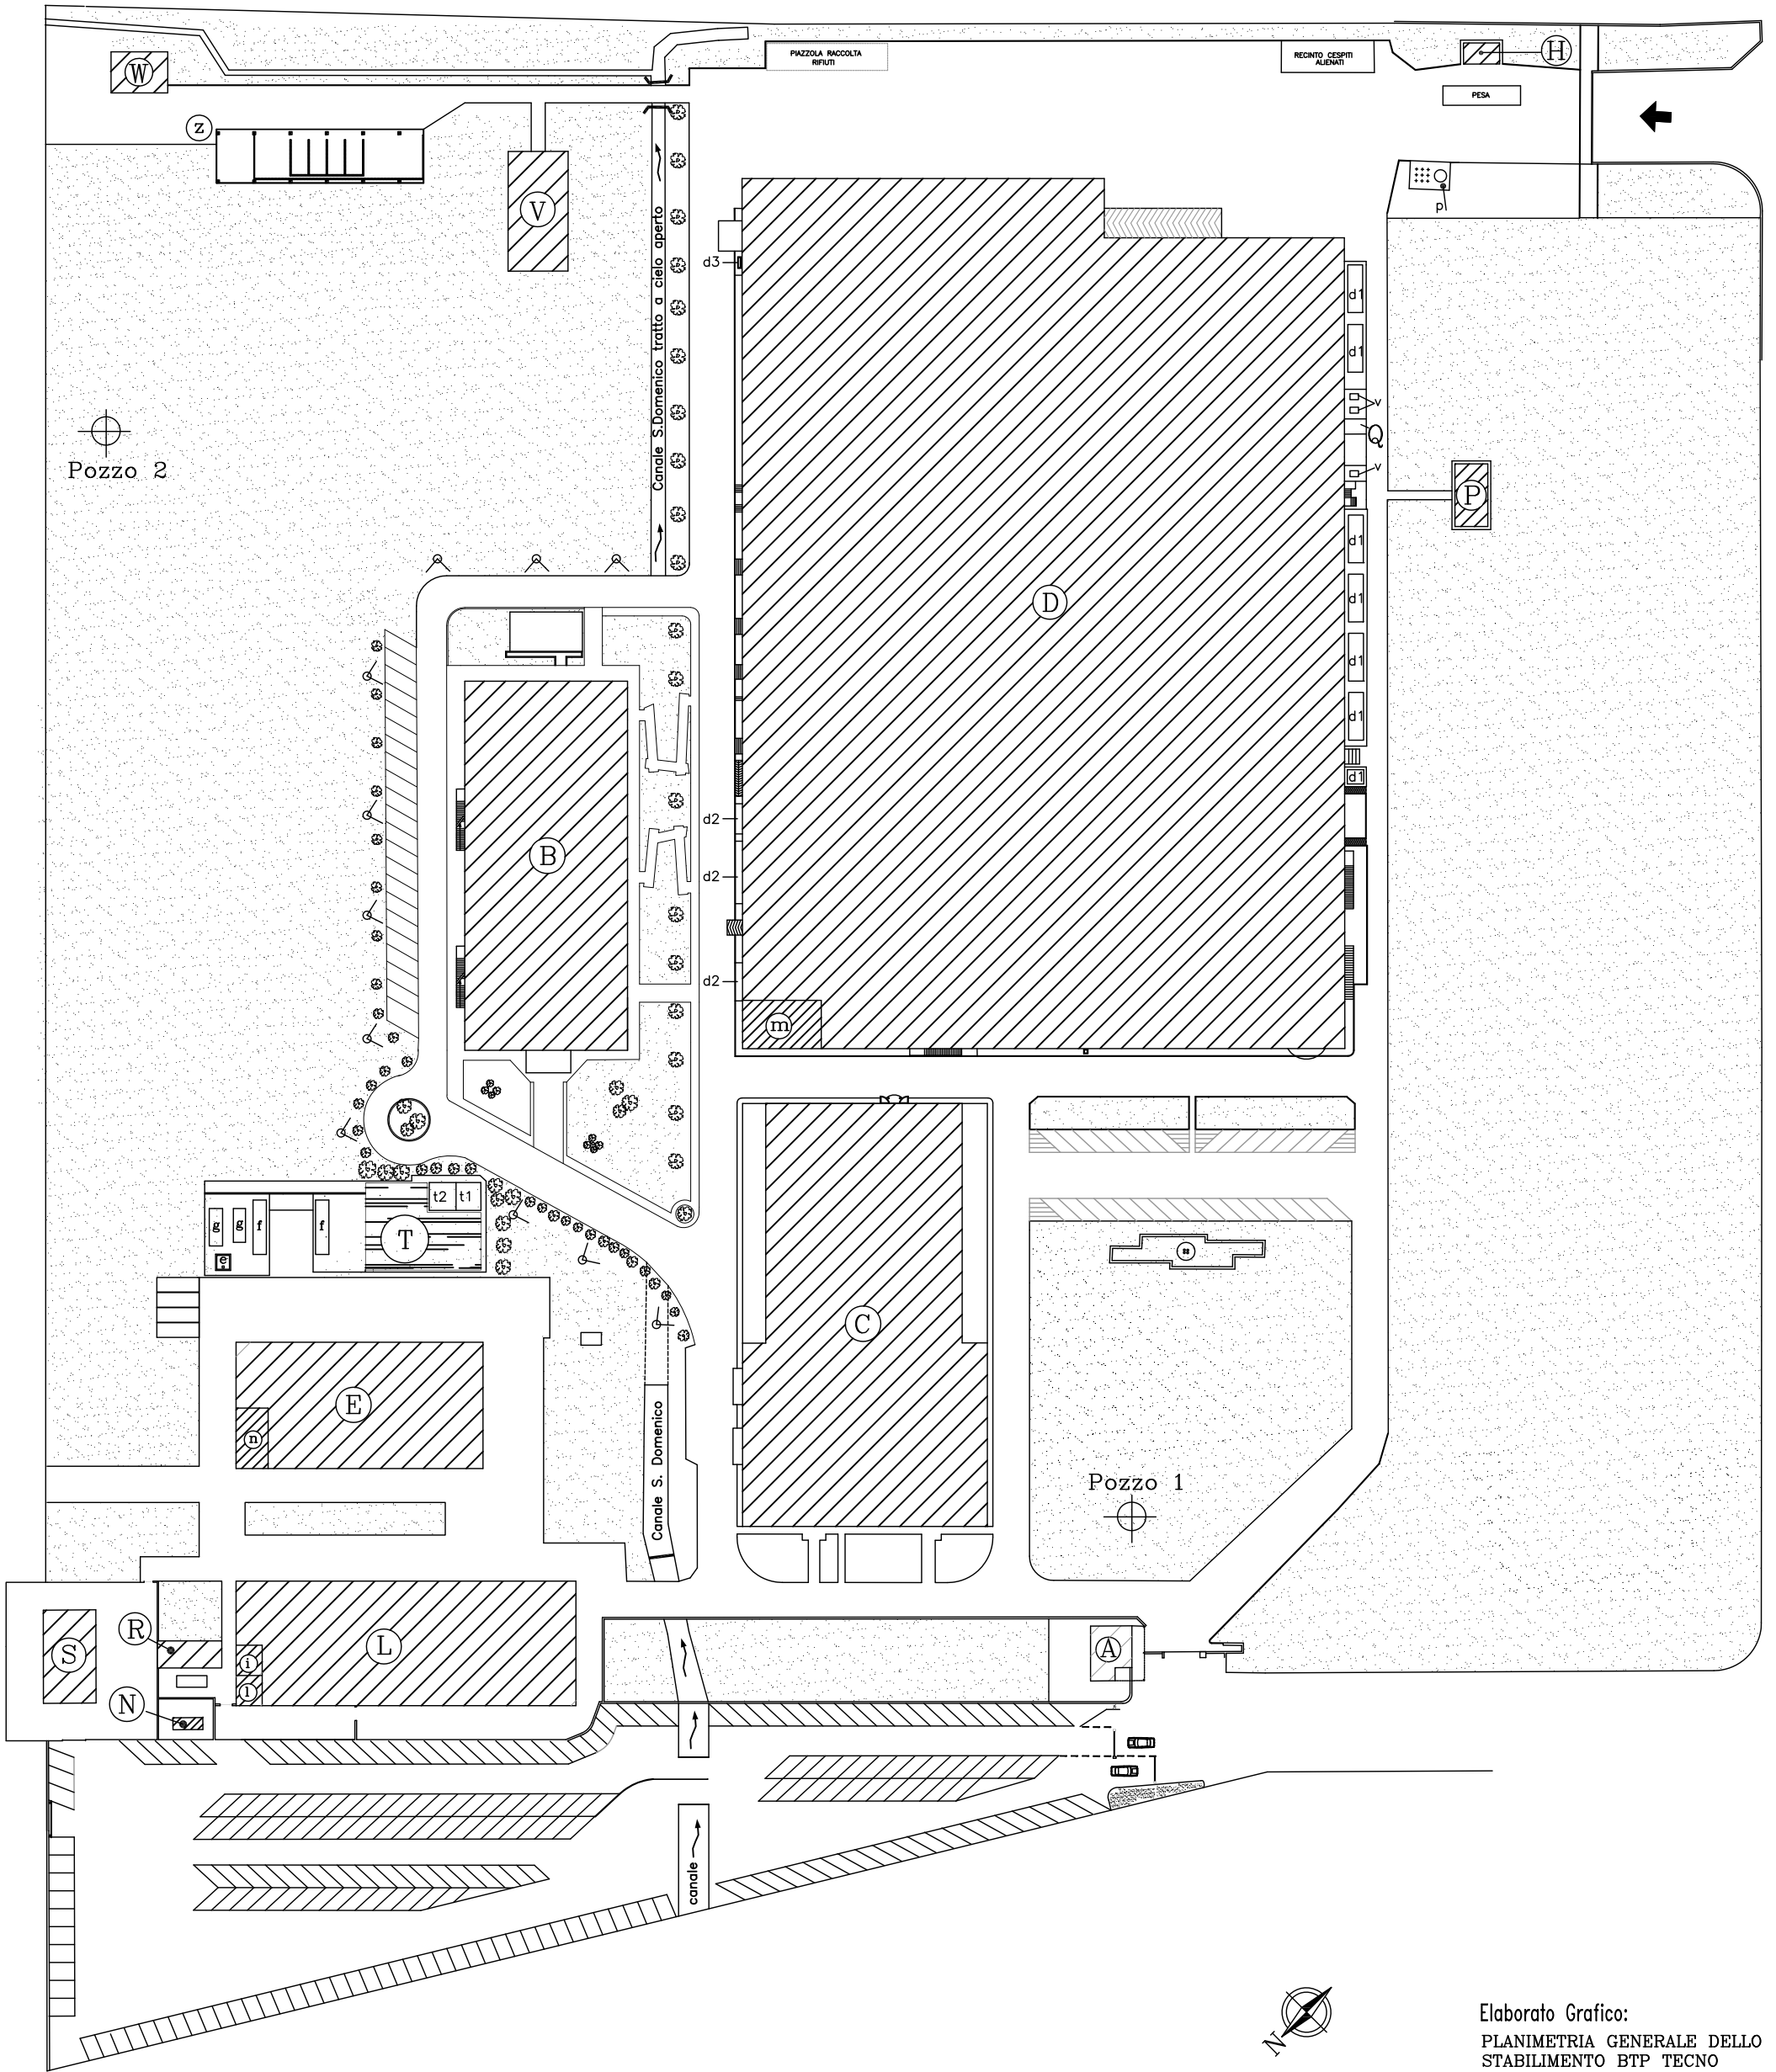 PIAZZOLA RACCOLTA
RIFIUTI
RECINTO CESPITI
ALIENATI
H
W
PESA
Z
V
p
Canale S.Domenico tratto a cielo aperto
d3
d1
d1
v
Q
v
Pozzo 2
P
d1
D
d1
d1
d1
d1
d2
B
d2
d2
m
t2
t1
g
g
f
f
T
e
C
E
n
Canale S. Domenico
Pozzo 1
R
S
L
i
l
A
N
canale
N
Elaborato Grafico:
PLANIMETRIA GENERALE DELLO
STABILIMENTO BTP TECNO